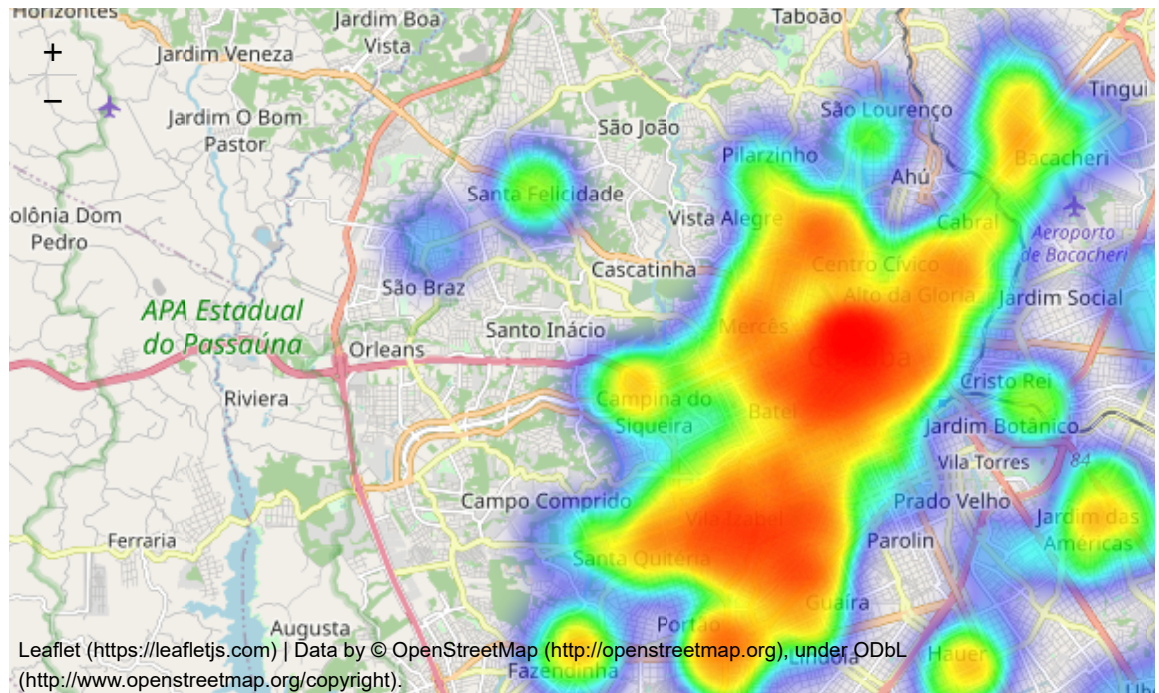 Horizontes
Jardim Boa
Vista
Taboão
+
Jardim Veneza
−
Tingui
São Lourenço
Jardim O Bom
Pastor
São João
Pilarzinho
Bacacheri
Ahú
Santa Felicidade
olônia Dom
Pedro
Vista Alegre
Cabral
Aeroporto
de Bacacheri
Cascatinha
Centro Cívico
São Braz
Alto da Glória
Jardim Social
APA Estadual
do Passaúna
Santo Inácio
Mercês
Orleans
Cristo Rei
Riviera
Campina do
Siqueira
Batel
Jardim Botânico
Vila Torres
84
Campo Comprido
Prado Velho
Vila Izabel
Jardim das
Américas
Ferraria
Parolin
Santa Quitéria
Guaíra
Augusta
Portão
Leaflet (https://leafletjs.com) | Data by © OpenStreetMap (http://openstreetmap.org), under ODbL
(http://www.openstreetmap.org/copyright).
Lindóia
Hauer
Fazendinha